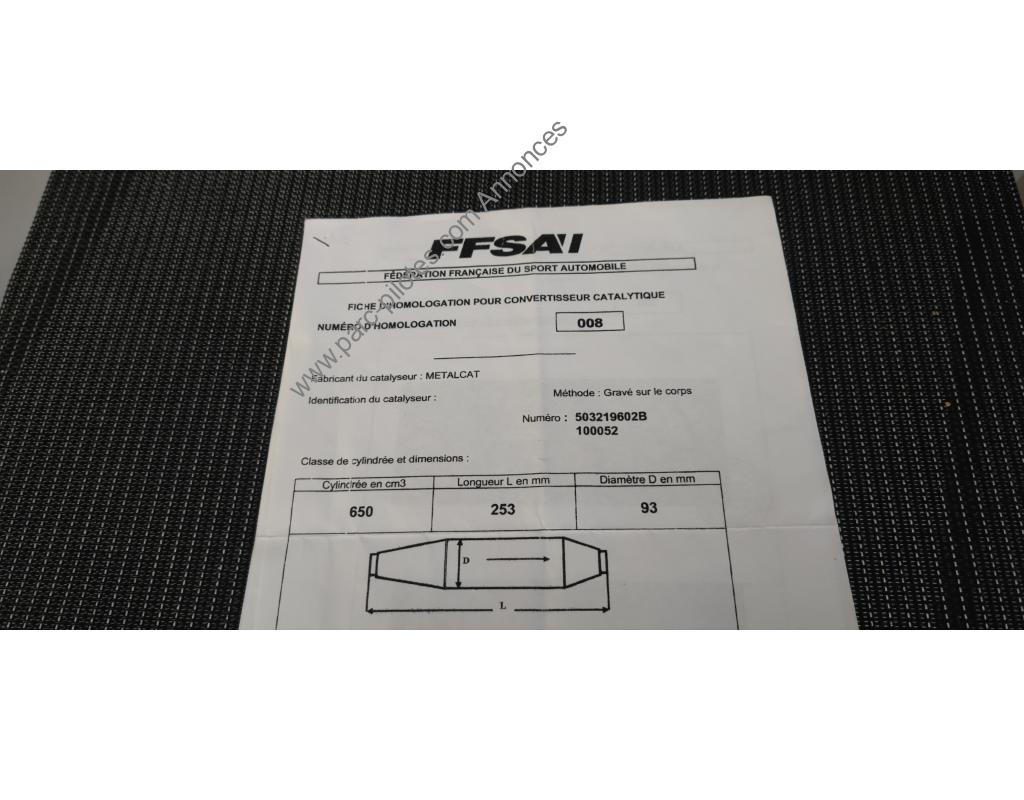 FFSA
FÉDÉRATION FRANÇAISE DU SPORT AUTOMOBILE
FICHE D'HOMOLOGATION POUR CONVERTISSEUR CATALYTIQUE
NUMÉRO D'HOMOLOGATION 008
Fabricant du catalyseur : METALCAT
Identification du catalyseur : Méthode : Gravé sur le corps
Numéro : 503219602B
100052
Classe de cylindrée et dimensions :
Cylindrée en cm3 Longueur L en mm Diamètre D en mm
650 253 93
D
L
www.parc-pilotes.com Annonces